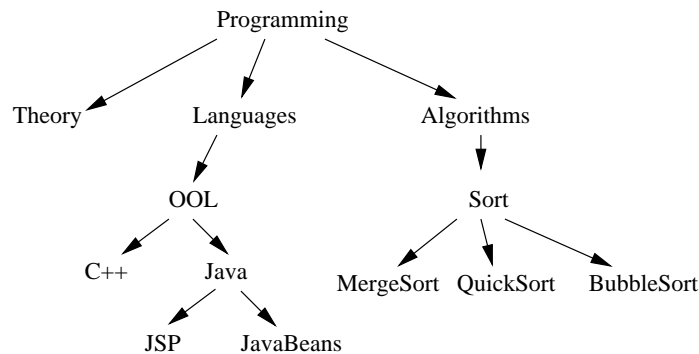 Programming
Theory Languages Algorithms
OOL Sort
C++ Java MergeSort QuickSort BubbleSort
JSP JavaBeans